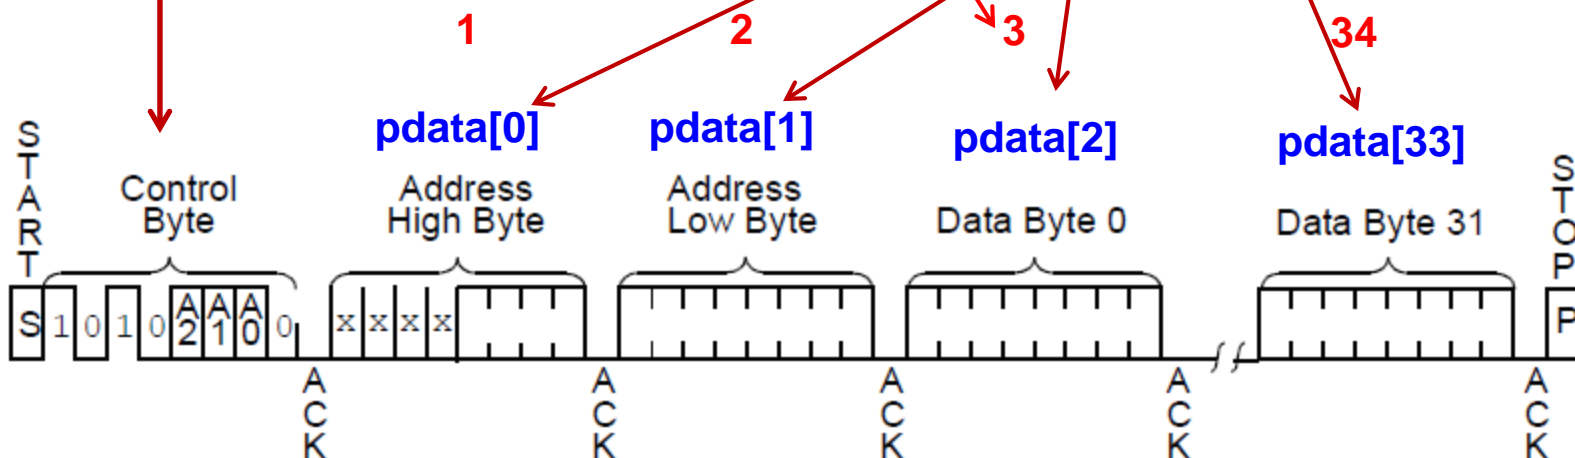 1 2 3 34
pdata[0] pdata[1] pdata[2] pdata[33]
START
Control Byte
Address High Byte
Address Low Byte
Data Byte 0
Data Byte 31
STOP
S 1 0 1 0 A2 A1 A0 0 x x x x P
ACK ACK ACK ACK ACK